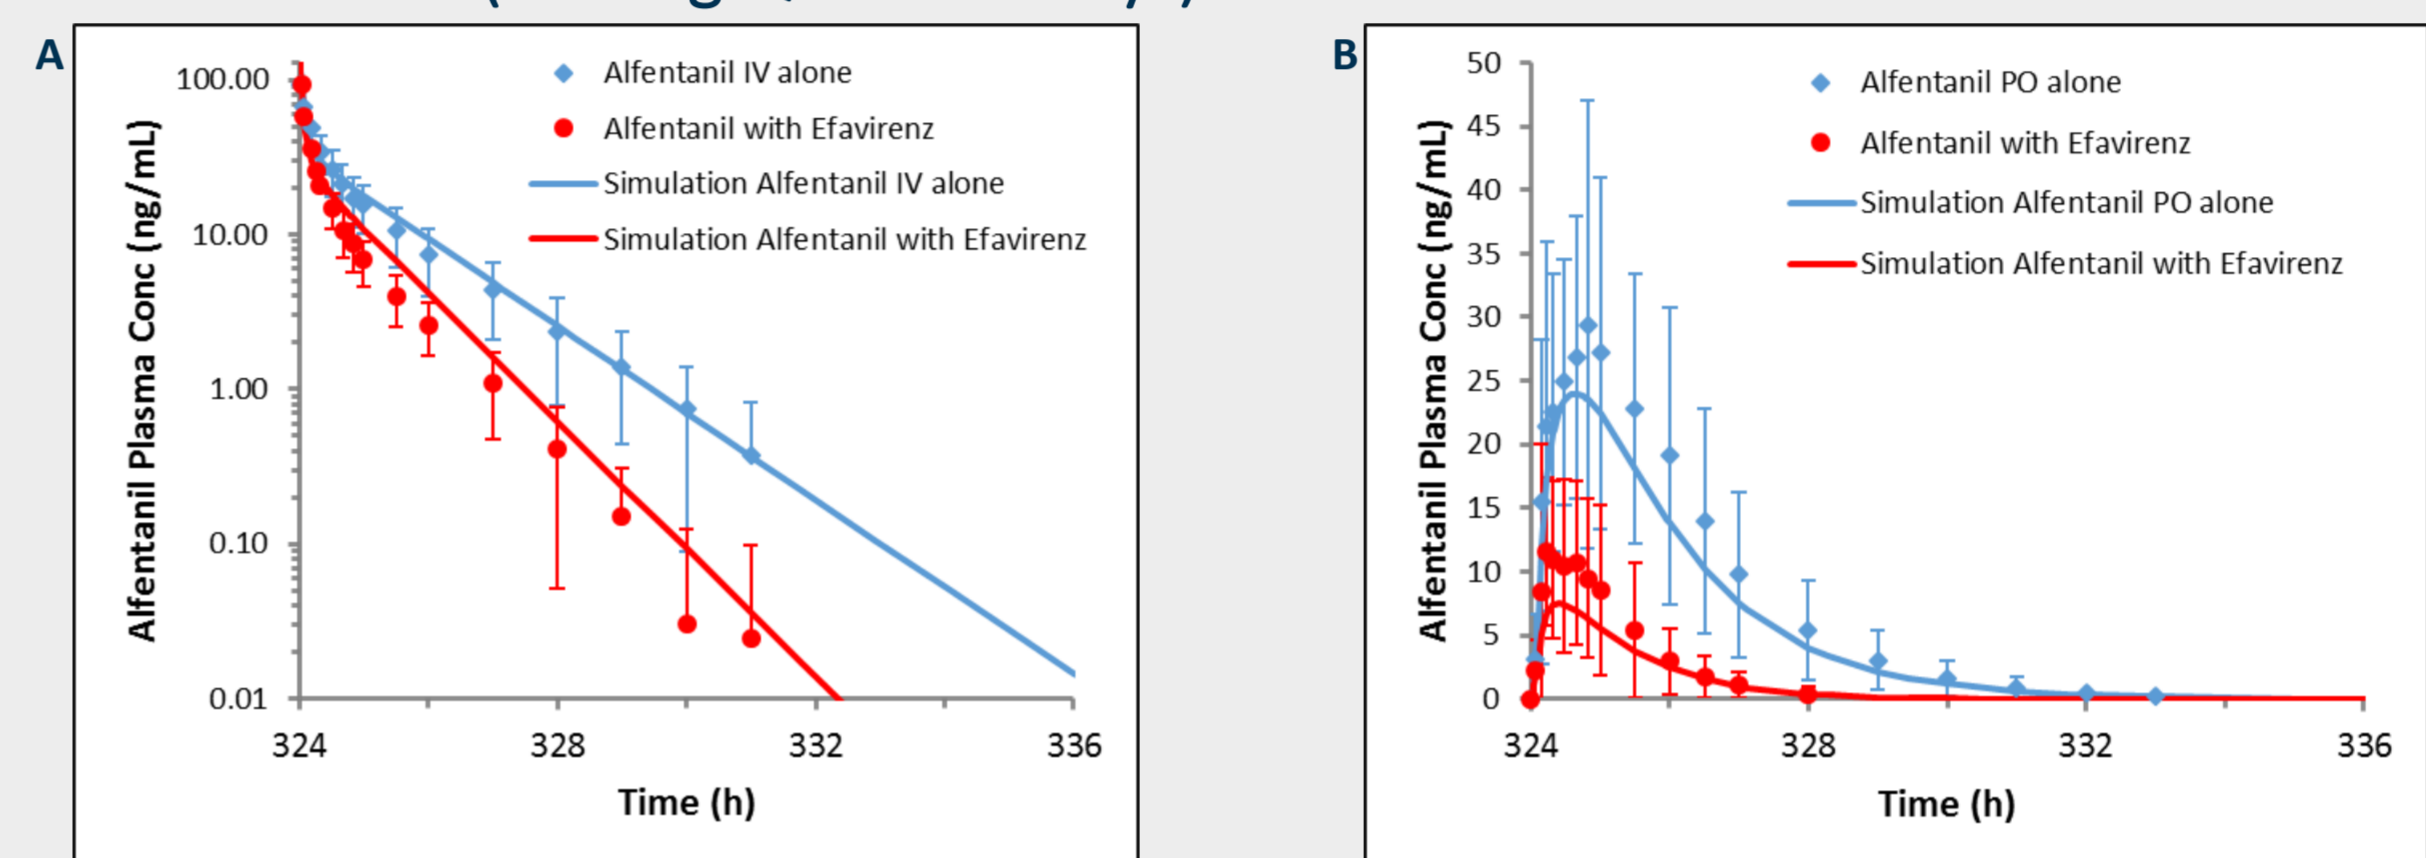 A
Alfentanil Plasma Conc (ng/mL)
100.00
10.00
1.00
0.10
0.01
Alfentanil IV alone
Alfentanil with Efavirenz
Simulation Alfentanil IV alone
Simulation Alfentanil with Efavirenz
324 328 332 336
Time (h)
B
Alfentanil Plasma Conc (ng/mL)
50
45
40
35
30
25
20
15
10
5
0
Alfentanil PO alone
Alfentanil with Efavirenz
Simulation Alfentanil PO alone
Simulation Alfentanil with Efavirenz
324 328 332 336
Time (h)